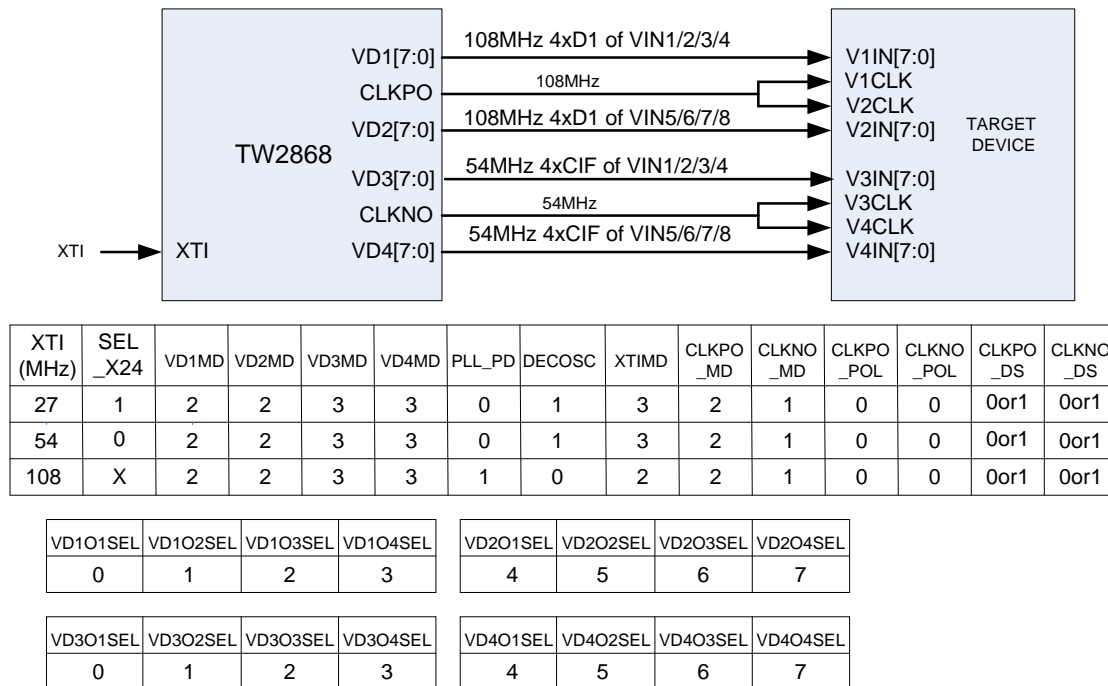 108MHz 4xD1 of VIN1/2/3/4
VD1[7:0]
V1IN[7:0]
108MHz
V1CLK
CLKPO
V2CLK
108MHz 4xD1 of VIN5/6/7/8
VD2[7:0]
V2IN[7:0]
TARGET
DEVICE
TW2868
54MHz 4xCIF of VIN1/2/3/4
VD3[7:0]
V3IN[7:0]
54MHz
V3CLK
CLKNO
V4CLK
54MHz 4xCIF of VIN5/6/7/8
XTI
XTI
VD4[7:0]
V4IN[7:0]
XTI (MHz) SEL _X24 VD1MD VD2MD VD3MD VD4MD PLL_PD DECOSC XTIMD CLKPO _MD CLKNO _MD CLKPO _POL CLKNO _POL CLKPO _DS CLKNO _DS
27 1 2 2 3 3 0 1 3 2 1 0 0 0or1 0or1
54 0 2 2 3 3 0 1 3 2 1 0 0 0or1 0or1
108 X 2 2 3 3 1 0 2 2 1 0 0 0or1 0or1
VD1O1SEL VD1O2SEL VD1O3SEL VD1O4SEL
0 1 2 3
VD2O1SEL VD2O2SEL VD2O3SEL VD2O4SEL
4 5 6 7
VD3O1SEL VD3O2SEL VD3O3SEL VD3O4SEL
0 1 2 3
VD4O1SEL VD4O2SEL VD4O3SEL VD4O4SEL
4 5 6 7